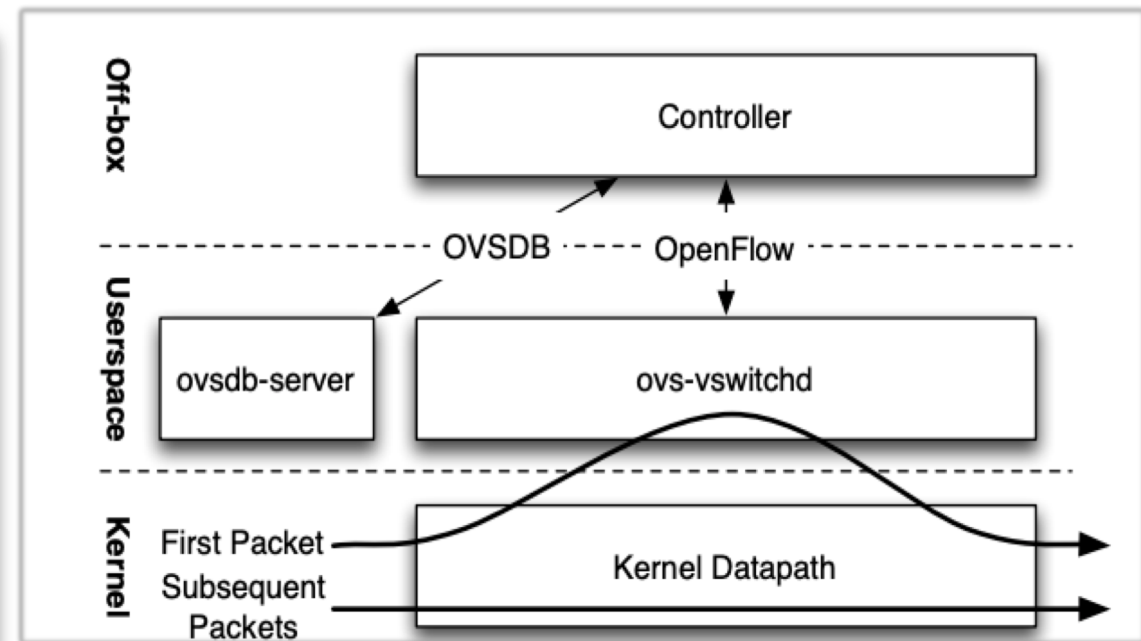 Off-box
Controller
OVSDB
OpenFlow
Userspace
ovsdb-server
ovs-vswitchd
Kernel
First Packet
Kernel Datapath
Subsequent
Packets